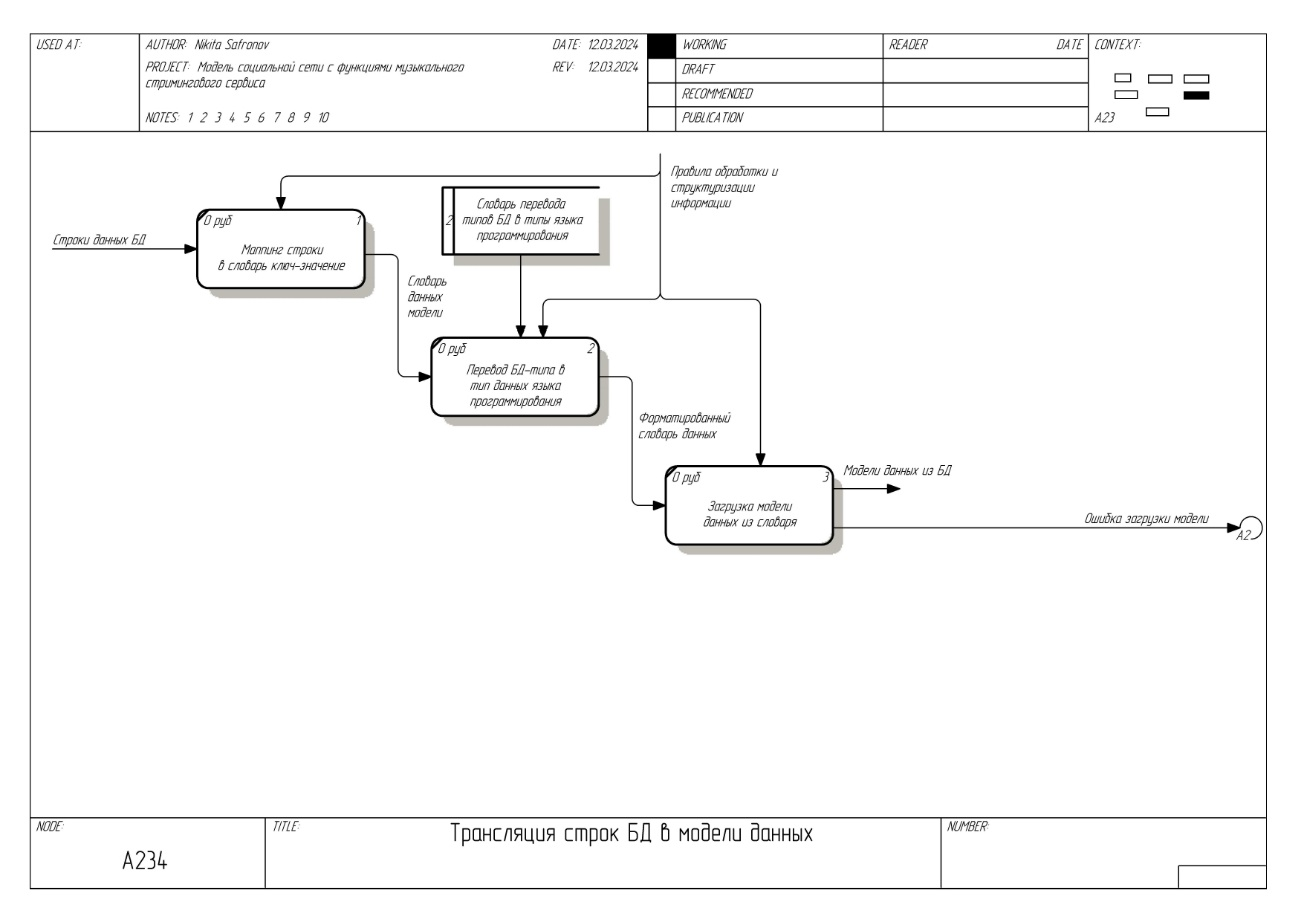 USED AT:
AUTHOR: Nikita Safronov
DATE: 12.03.2024
PROJECT: Модель социальной сети с функциями музыкального
стримингового сервиса
REV: 12.03.2024
NOTES: 1 2 3 4 5 6 7 8 9 10
WORKING
DRAFT
RECOMMENDED
PUBLICATION
READER
DATE
CONTEXT:
A23
Правила обработки и
структуризации
информации
Строки данных БД
0 руб
1
Маппинг строки
в словарь ключ-значение
2
Словарь перевода
типов БД в типы языка
программирования
Словарь
данных
модели
0 руб
2
Перевод БД-типа в
тип данных языка
программирования
Форматированный
словарь данных
0 руб
3
Загрузка модели
данных из словаря
Модели данных из БД
Ошибка загрузки модели
A2
NODE:
A234
TITLE:
Трансляция строк БД в модели данных
NUMBER: